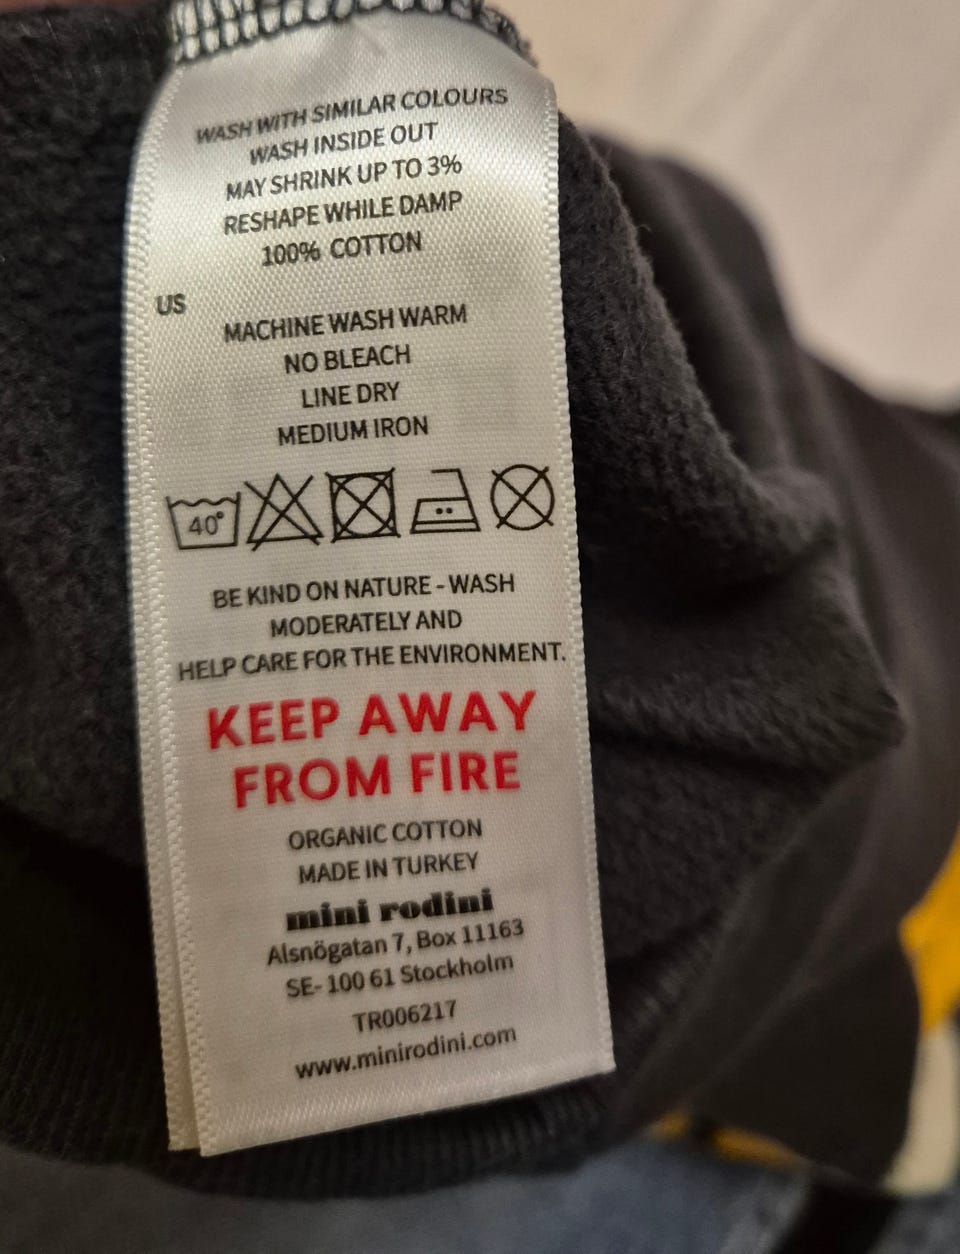 WASH WITH SIMILAR COLOURS
WASH INSIDE OUT
MAY SHRINK UP TO 3%
RESHAPE WHILE DAMP
100% COTTON
US
MACHINE WASH WARM
NO BLEACH
LINE DRY
MEDIUM IRON
40°
BE KIND ON NATURE - WASH
MODERATELY AND
HELP CARE FOR THE ENVIRONMENT.
KEEP AWAY
FROM FIRE
ORGANIC COTTON
MADE IN TURKEY
mini rodini
Alsnögatan 7, Box 11163
SE- 100 61 Stockholm
TR006217
www.minirodini.com